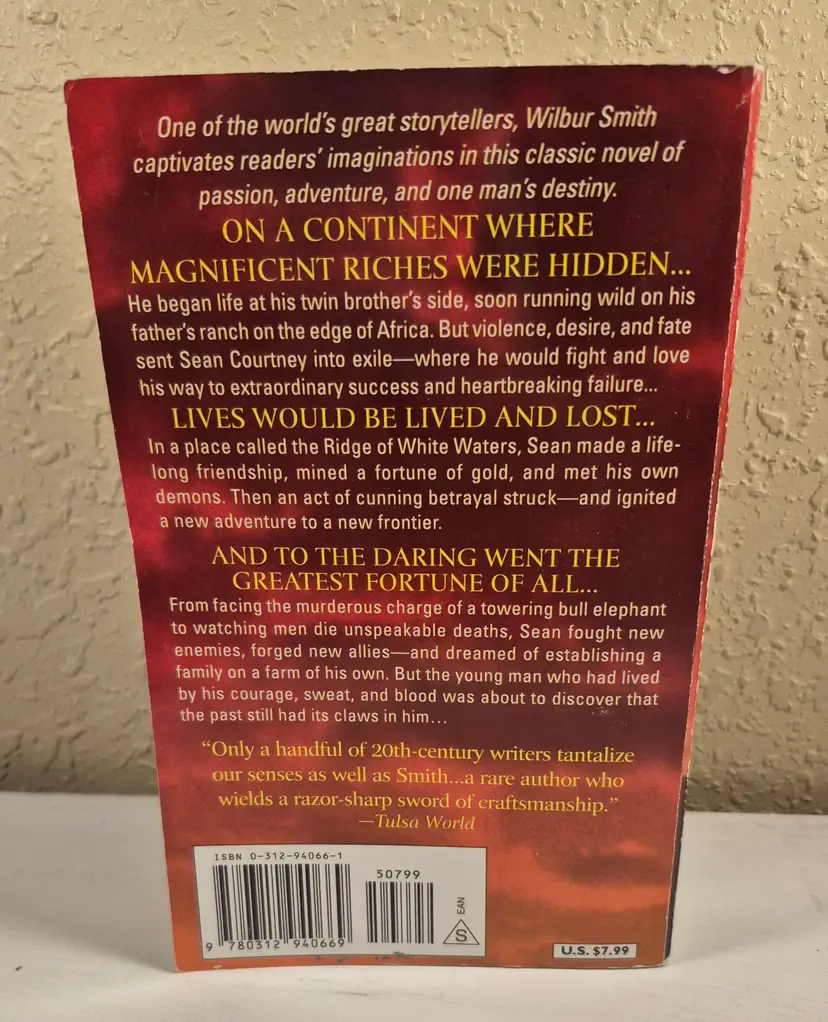 One of the world's great storytellers, Wilbur Smith
captivates readers' imaginations in this classic novel of
passion, adventure, and one man's destiny.
ON A CONTINENT WHERE
MAGNIFICENT RICHES WERE HIDDEN...
He began life at his twin brother's side, soon running wild on his
father's ranch on the edge of Africa. But violence, desire, and fate
sent Sean Courtney into exile—where he would fight and love
his way to extraordinary success and heartbreaking failure...
LIVES WOULD BE LIVED AND LOST...
In a place called the Ridge of White Waters, Sean made a life-
long friendship, mined a fortune of gold, and met his own
demons. Then an act of cunning betrayal struck—and ignited
a new adventure to a new frontier.
AND TO THE DARING WENT THE
GREATEST FORTUNE OF ALL...
From facing the murderous charge of a towering bull elephant
to watching men die unspeakable deaths, Sean fought new
enemies, forged new allies—and dreamed of establishing a
family on a farm of his own. But the young man who had lived
by his courage, sweat, and blood was about to discover that
the past still had its claws in him...
"Only a handful of 20th-century writers tantalize
our senses as well as Smith...a rare author who
wields a razor-sharp sword of craftsmanship."
—Tulsa World
ISBN 0-312-94066-1
50799
EAN
S
9 780312 940669
U.S. $7.99